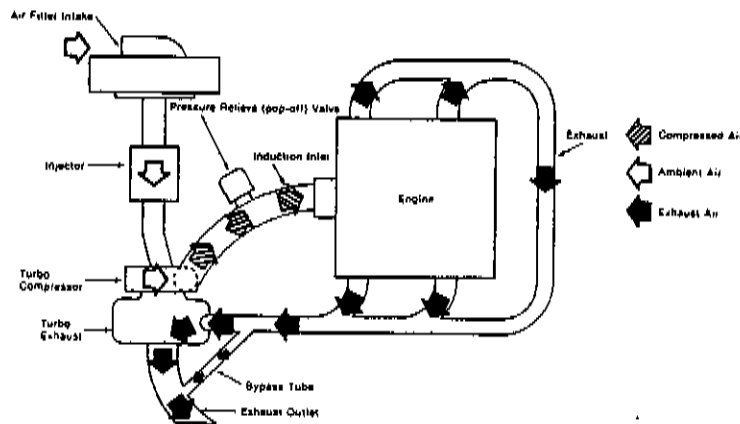 Air Filter Intake
Pressure Relieve (pop-off) Valve
Injector
Induction Inlet
Exhaust
Compressed Air
Ambient Air
Exhaust Air
Engine
Turbo
Compressor
Turbo
Exhaust
Bypass Tube
Exhaust Outlet